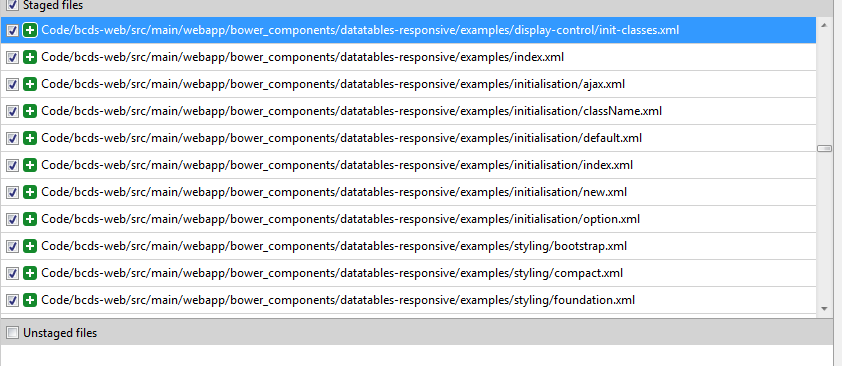 Staged files
Code/bcds-web/src/main/webapp/bower_components/datatables-responsive/examples/display-control/init-classes.xml
Code/bcds-web/src/main/webapp/bower_components/datatables-responsive/examples/index.xml
Code/bcds-web/src/main/webapp/bower_components/datatables-responsive/examples/initialisation/ajax.xml
Code/bcds-web/src/main/webapp/bower_components/datatables-responsive/examples/initialisation/className.xml
Code/bcds-web/src/main/webapp/bower_components/datatables-responsive/examples/initialisation/default.xml
Code/bcds-web/src/main/webapp/bower_components/datatables-responsive/examples/initialisation/index.xml
Code/bcds-web/src/main/webapp/bower_components/datatables-responsive/examples/initialisation/new.xml
Code/bcds-web/src/main/webapp/bower_components/datatables-responsive/examples/initialisation/option.xml
Code/bcds-web/src/main/webapp/bower_components/datatables-responsive/examples/styling/bootstrap.xml
Code/bcds-web/src/main/webapp/bower_components/datatables-responsive/examples/styling/compact.xml
Code/bcds-web/src/main/webapp/bower_components/datatables-responsive/examples/styling/foundation.xml
Unstaged files